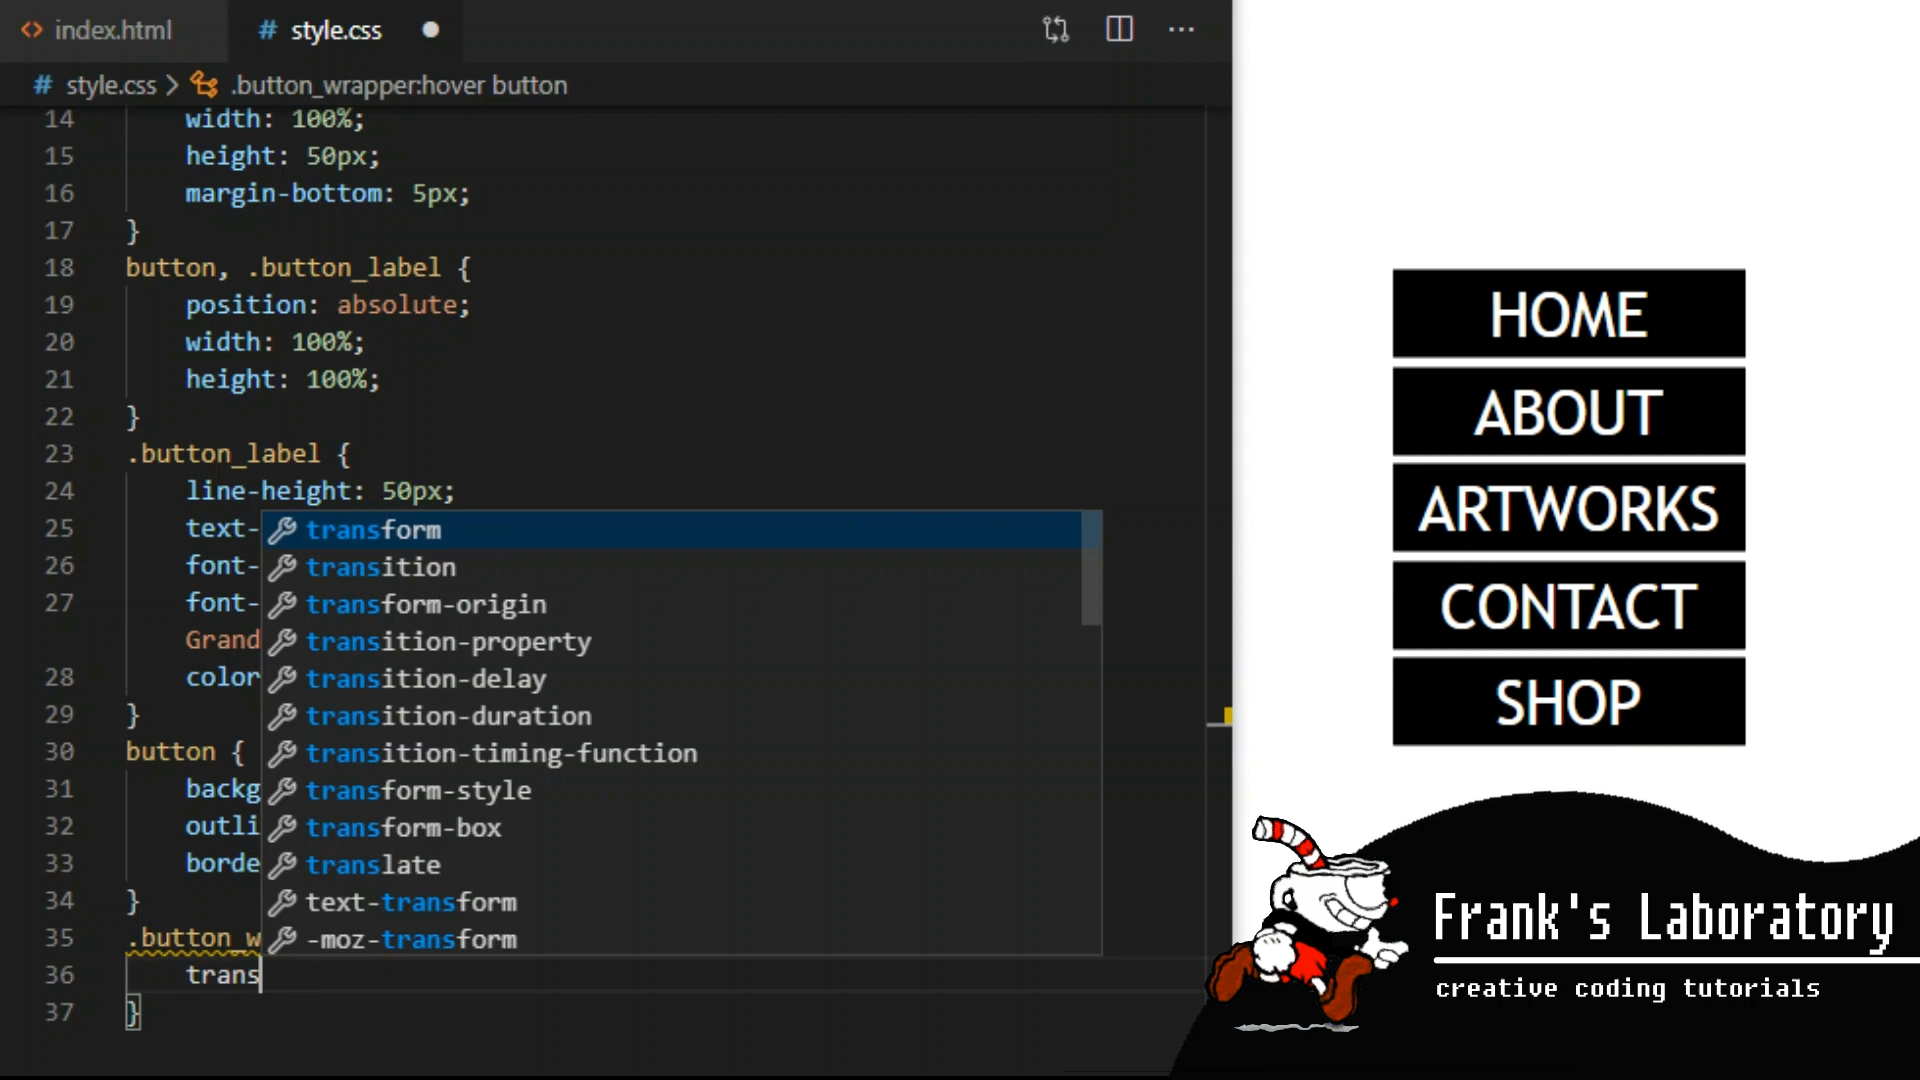 index.html
style.css
style.css > .button_wrapper:hover button
14 width: 100%;
15 height: 50px;
16 margin-bottom: 5px;
17 }
18 button, .button_label {
19 position: absolute;
20 width: 100%;
21 height: 100%;
22 }
23 .button_label {
24 line-height: 50px;
25 text-
26 font-
27 font-
Grand
28 color
29 }
30 button {
31 backg
32 outli
33 borde
34 }
35 .button_w
36 trans
37 }
transform
transition
transform-origin
transition-property
transition-delay
transition-duration
transition-timing-function
transform-style
transform-box
translate
text-transform
-moz-transform
HOME
ABOUT
ARTWORKS
CONTACT
SHOP
Frank's Laboratory
creative coding tutorials